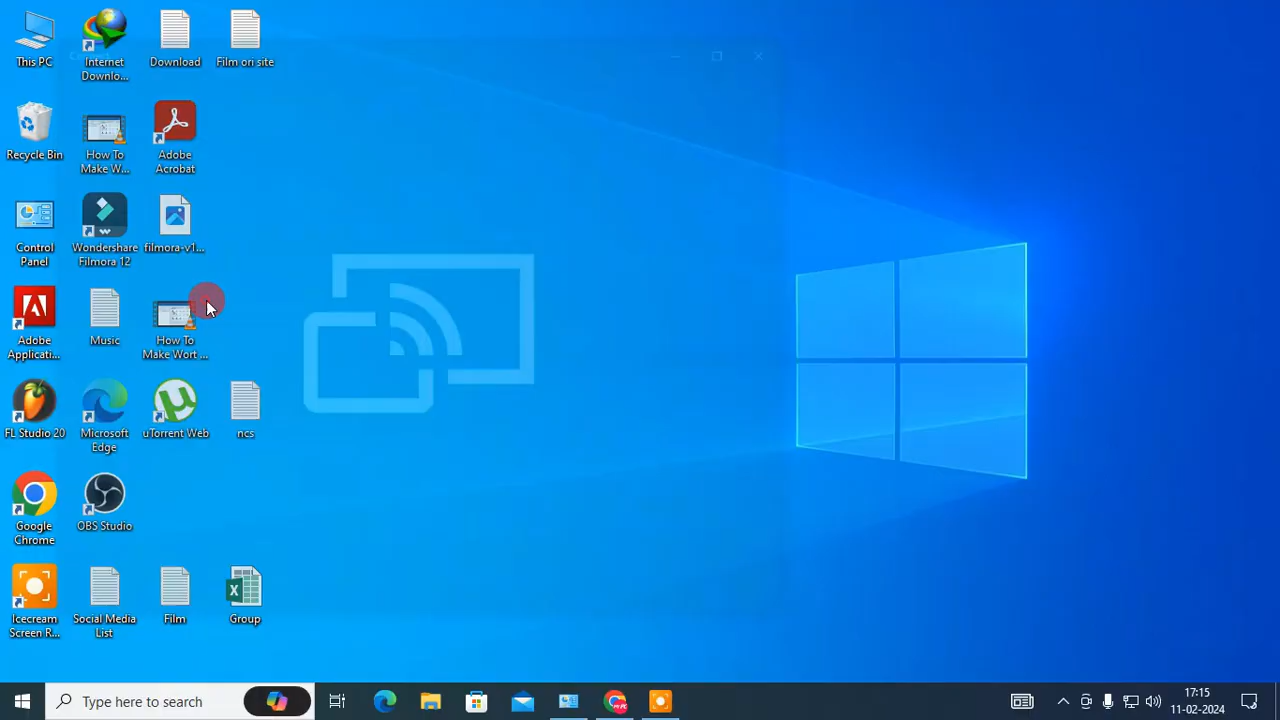 This PC
Internet
Downlo...
Download
Film ori site
Recycle Bin
How To
Make W...
Adobe
Acrobat
Control
Panel
Wondershare
Filmora 12
filmora-v1...
Adobe
Applicati...
Music
How To
Make Wort ...
FL Studio 20
Microsoft
Edge
uTorrent Web
ncs
Google
Chrome
OBS Studio
Icecream
Screen R...
Social Media
List
Film
Group
Type here to search
17:15
11-02-2024